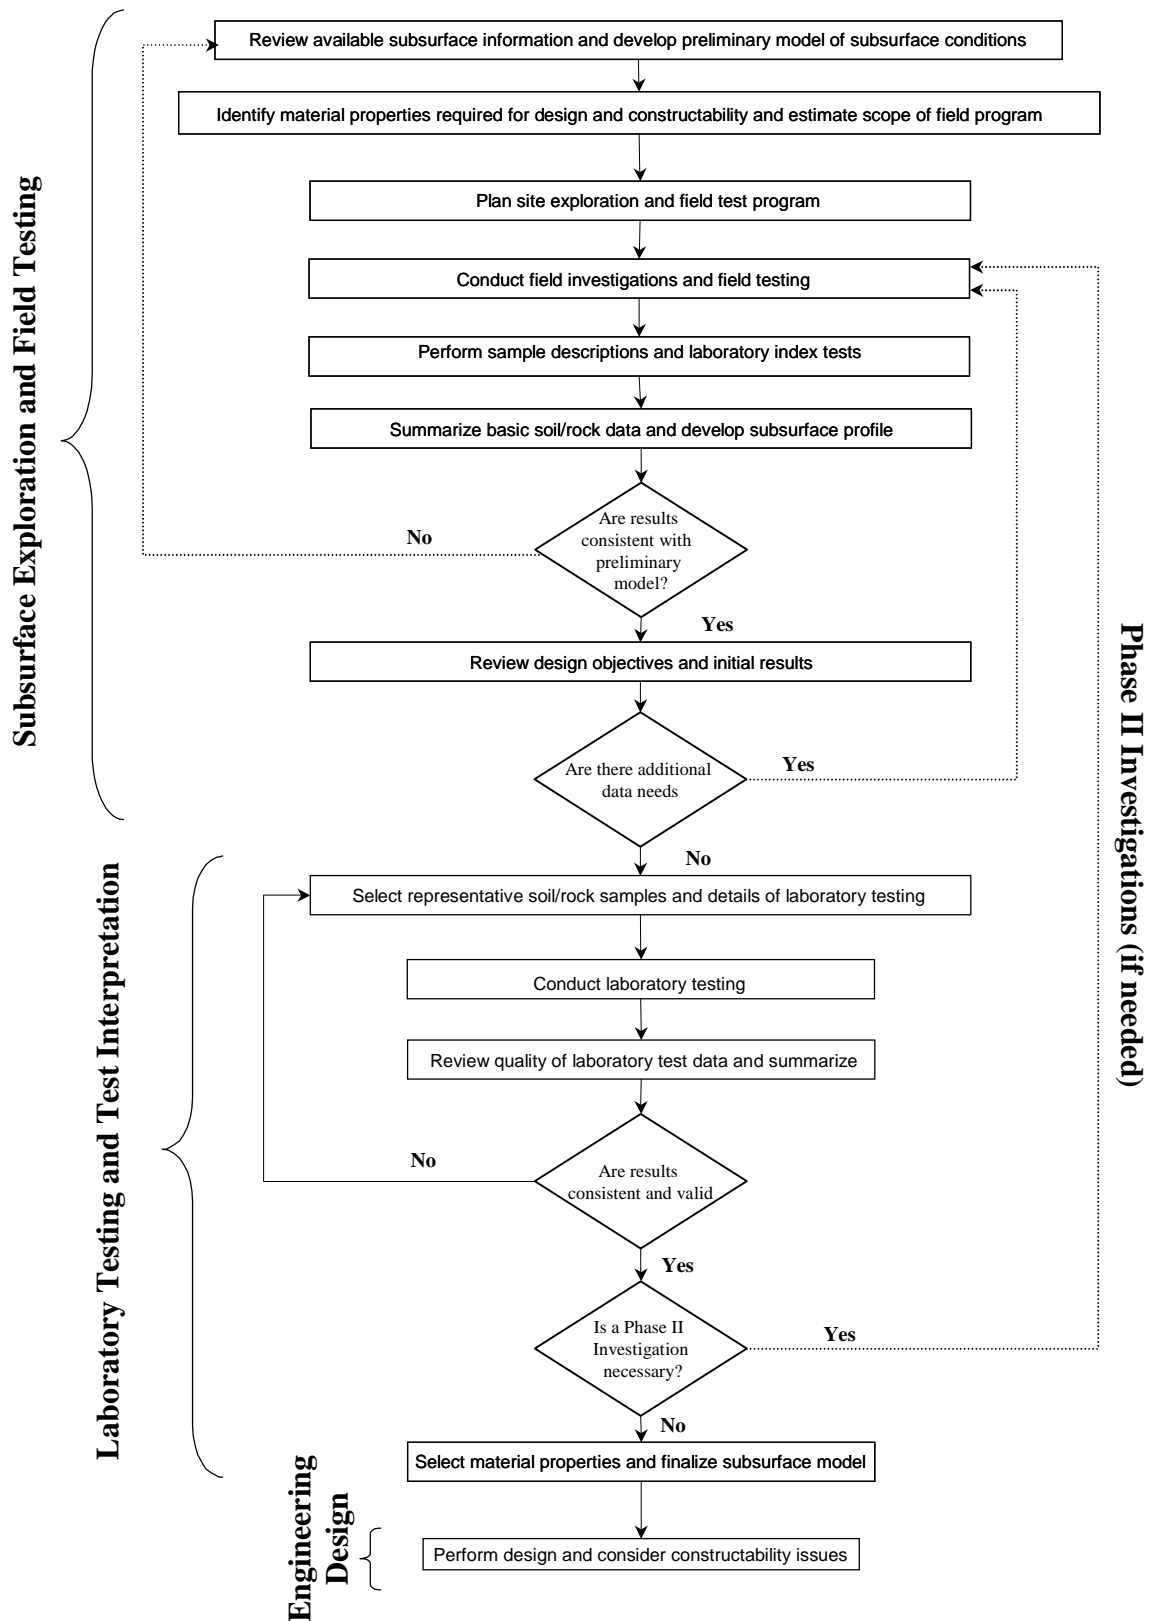 Review available subsurface information and develop preliminary model of subsurface conditions
Identify material properties required for design and constructability and estimate scope of field program
Plan site exploration and field test program
Conduct field investigations and field testing
Perform sample descriptions and laboratory index tests
Summarize basic soil/rock data and develop subsurface profile
Are results
consistent with
preliminary
model?
No
Yes
Review design objectives and initial results
Are there additional
data needs
Yes
No
Subsurface Exploration and Field Testing
Select representative soil/rock samples and details of laboratory testing
Conduct laboratory testing
Review quality of laboratory test data and summarize
Are results
consistent and valid
No
Yes
Is a Phase II
Investigation
necessary?
Yes
No
Phase II Investigations (if needed)
Select material properties and finalize subsurface model
Laboratory Testing and Test Interpretation
Perform design and consider constructability issues
Engineering
Design